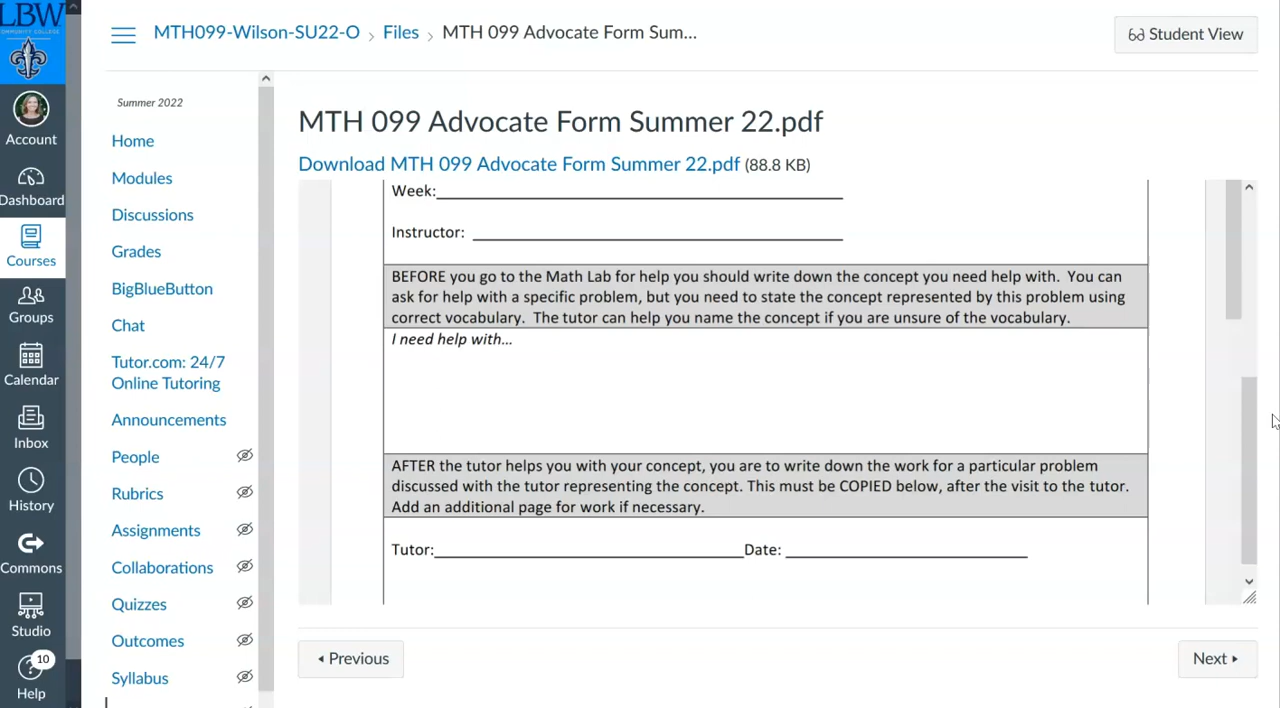 LBW
COMMUNITY COLLEGE
Account
Dashboard
Courses
Groups
Calendar
Inbox
History
Commons
Studio
10
Help
MTH099-Wilson-SU22-O › Files › MTH 099 Advocate Form Sum...
Student View
Summer 2022
Home
Modules
Discussions
Grades
BigBlueButton
Chat
Tutor.com: 24/7
Online Tutoring
Announcements
People
Rubrics
Assignments
Collaborations
Quizzes
Outcomes
Syllabus
MTH 099 Advocate Form Summer 22.pdf
Download MTH 099 Advocate Form Summer 22.pdf (88.8 KB)
Week:
Instructor:
BEFORE you go to the Math Lab for help you should write down the concept you need help with. You can
ask for help with a specific problem, but you need to state the concept represented by this problem using
correct vocabulary. The tutor can help you name the concept if you are unsure of the vocabulary.
I need help with...
AFTER the tutor helps you with your concept, you are to write down the work for a particular problem
discussed with the tutor representing the concept. This must be COPIED below, after the visit to the tutor.
Add an additional page for work if necessary.
Tutor: Date:
Previous
Next